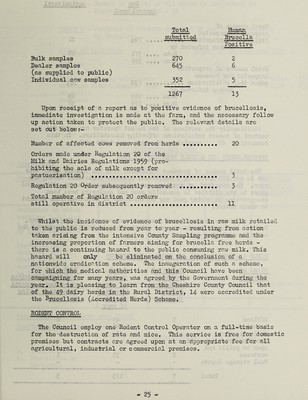 Total Human
submitted Brucella
Positive
Bulk samples .... 270 2
Dealer samples .... 645 6
(as supplied to public)
Individual cow samples .... 352 5
1267 13
Upon receipt of a report as to positive evidence of brucellosis,
immediate investigation is made at the farm, and the necessary follow
up action taken to protect the public. The relevant details are
set out below:-
Number of affected cows removed from herds .......... 20
Orders made under Regulation 20 of the
Milk and Dairies Regulations 1959 (pro-
hibiting the sale of milk except for
pasteurisation) .................................... 5
Regulation 20 Order subsequently removed ........... 3
Total number of Regulation 20 orders
still operative in district ...... 11
Whilst the incidence of evidence of brucellosis in raw milk retailed
to the public is reduced from year to year - resulting from action
taken arising from the intensive County Sampling programme and the
increasing proportion of farmers aiming for brucella free herds -
there is a continuing hazard to the public consuming raw milk. This
hazard will only be eliminated on the conclusion of a
nationwide eradication scheme. The inauguration of such a scheme,
for which the medical authorities and this Council have been
campaigning for many years, was agreed by the Government during the
year. It is pleasing to learn from the Cheshire County Council that
of the 49 dairy herds in the Rural District, 14 were accredited under
the Brucellosis (Accredited Herds) Scheme.
RODENT CONTROL
The Council employ one Rodent Control Operator on a full-time basis
for the destruction of rats and mice. This service is free for domestic
premises but contracts are agreed upon at an appropriate fee for all
agricultural, industrial or commercial premises.
- 25 -